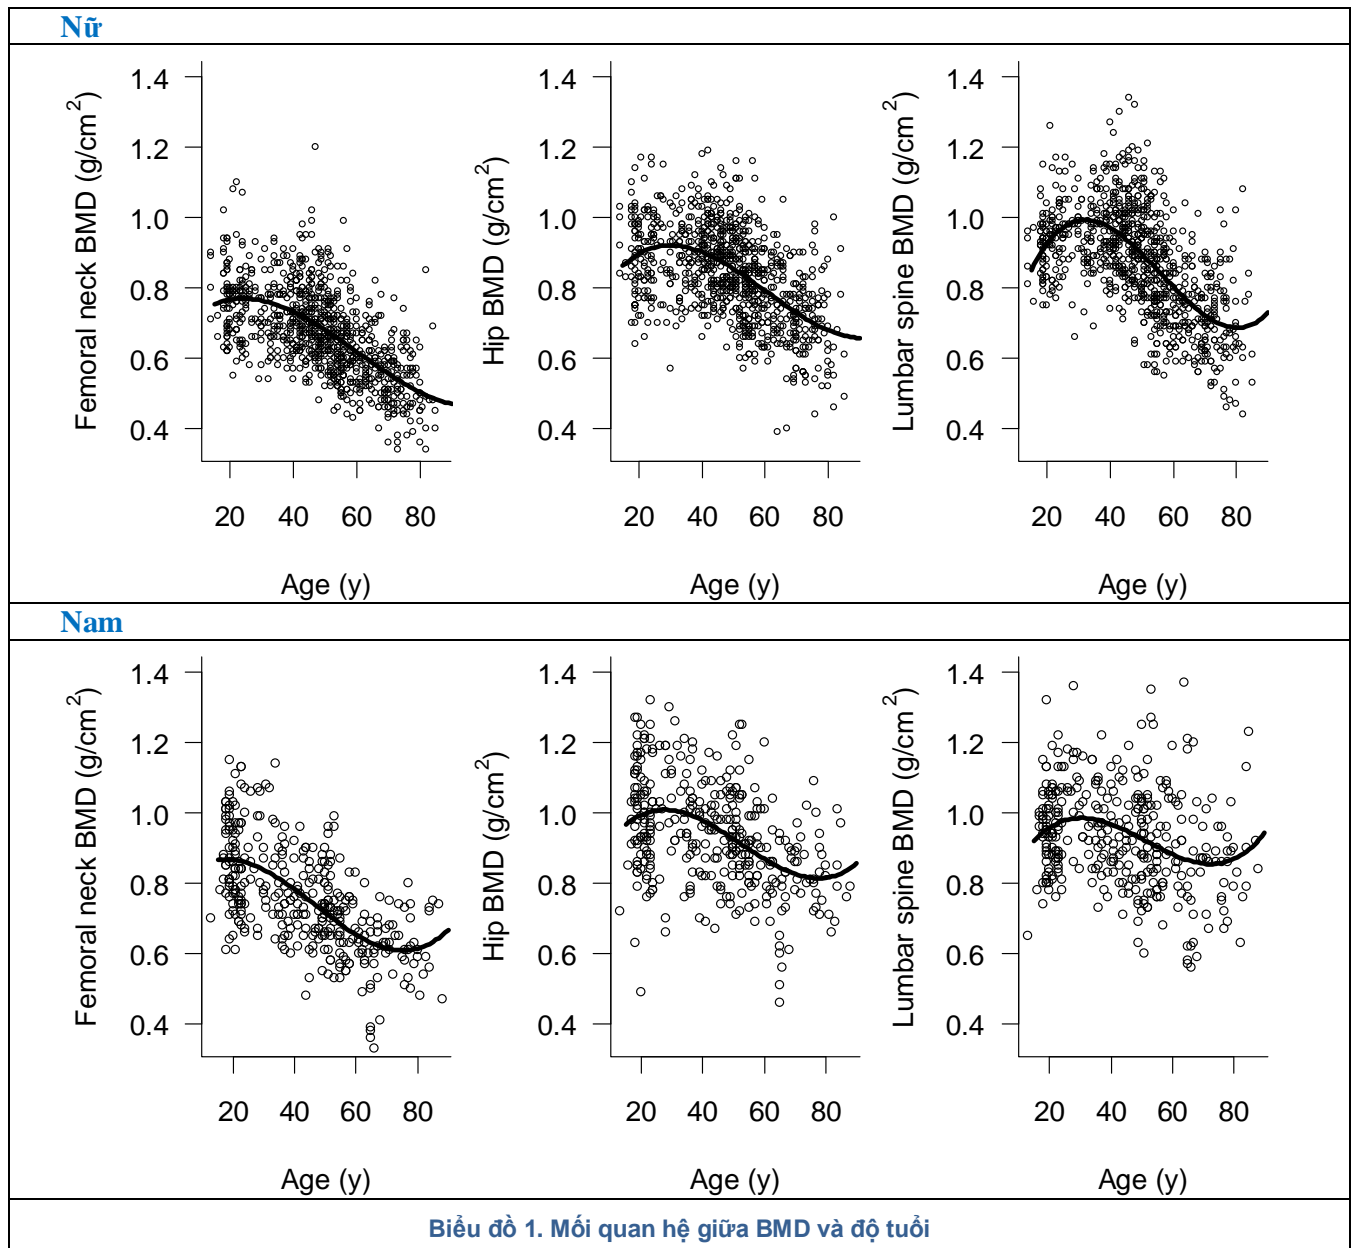 Nữ
Femoral neck BMD (g/cm²)
1.4
1.2
1.0
0.8
0.6
0.4
20 40 60 80
Age (y)
Hip BMD (g/cm²)
1.4
1.2
1.0
0.8
0.6
0.4
20 40 60 80
Age (y)
Lumbar spine BMD (g/cm²)
1.4
1.2
1.0
0.8
0.6
0.4
20 40 60 80
Age (y)
Nam
Femoral neck BMD (g/cm²)
1.4
1.2
1.0
0.8
0.6
0.4
20 40 60 80
Age (y)
Hip BMD (g/cm²)
1.4
1.2
1.0
0.8
0.6
0.4
20 40 60 80
Age (y)
Lumbar spine BMD (g/cm²)
1.4
1.2
1.0
0.8
0.6
0.4
20 40 60 80
Age (y)
Biểu đồ 1. Mối quan hệ giữa BMD và độ tuổi